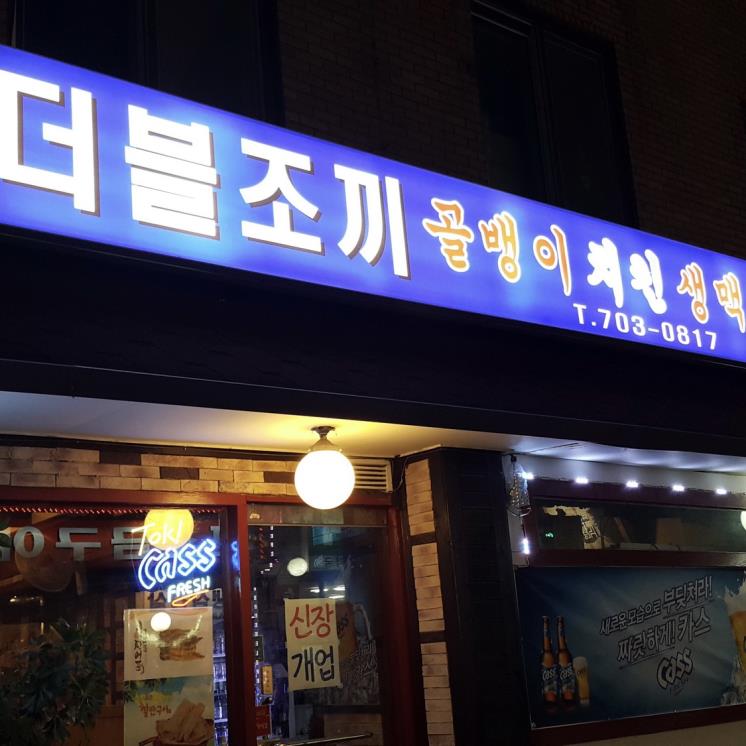 더블조끼 골뱅이 치킨 생맥
T.703-0817
Toki
Cass
FRESH
신장
개업
새로운 모습으로 부딪쳐라!
짜릿하게! 카스
Cass